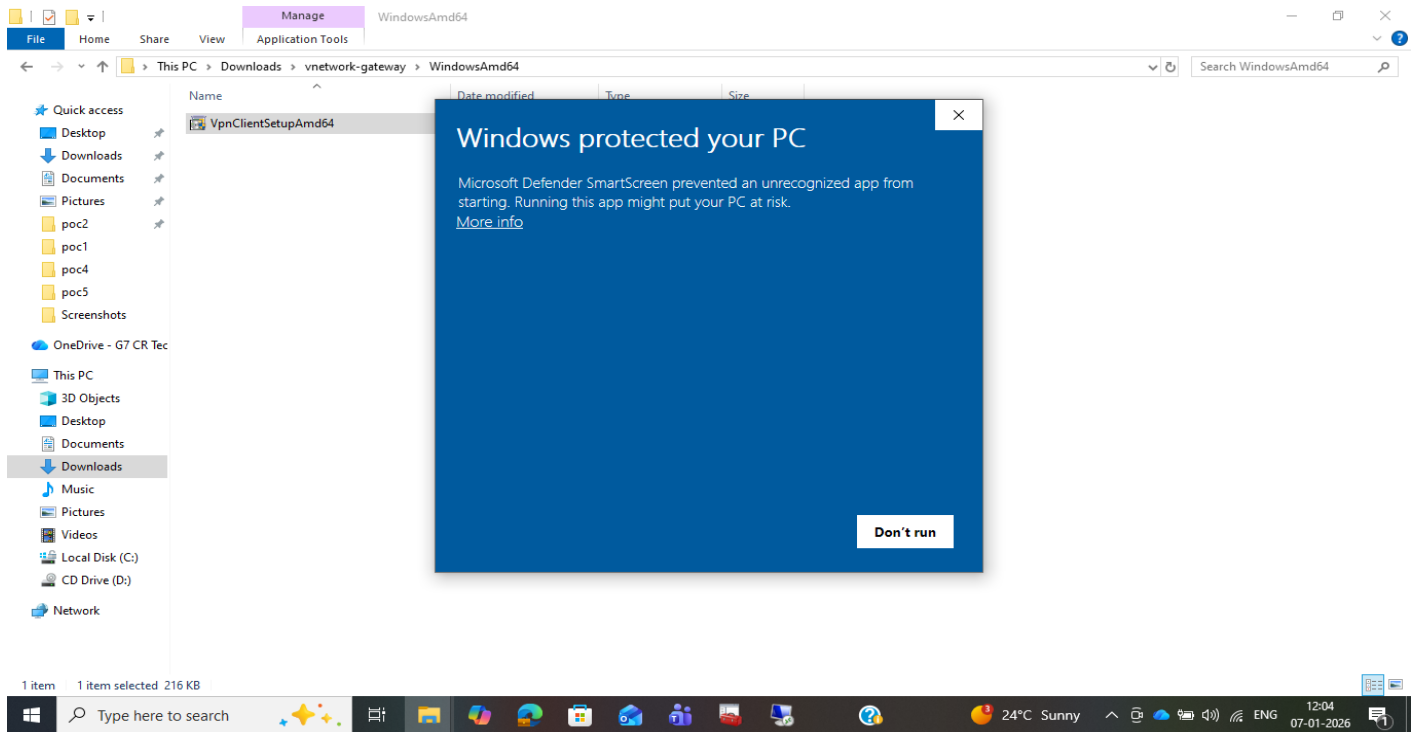 Manage
WindowsAmd64
File
Home
Share
View
Application Tools
This PC > Downloads > vnetwork-gateway > WindowsAmd64
Search WindowsAmd64
Name
Date modified
Type
Size
Quick access
Desktop
Downloads
Documents
Pictures
poc2
poc1
poc4
poc5
Screenshots
OneDrive - G7 CR Tec
This PC
3D Objects
Desktop
Documents
Downloads
Music
Pictures
Videos
Local Disk (C:)
CD Drive (D:)
Network
VpnClientSetupAmd64
Windows protected your PC
Microsoft Defender SmartScreen prevented an unrecognized app from
starting. Running this app might put your PC at risk.
More info
Don't run
1 item
1 item selected 216 KB
Type here to search
3
24°C Sunny
ENG
12:04
07-01-2026
1